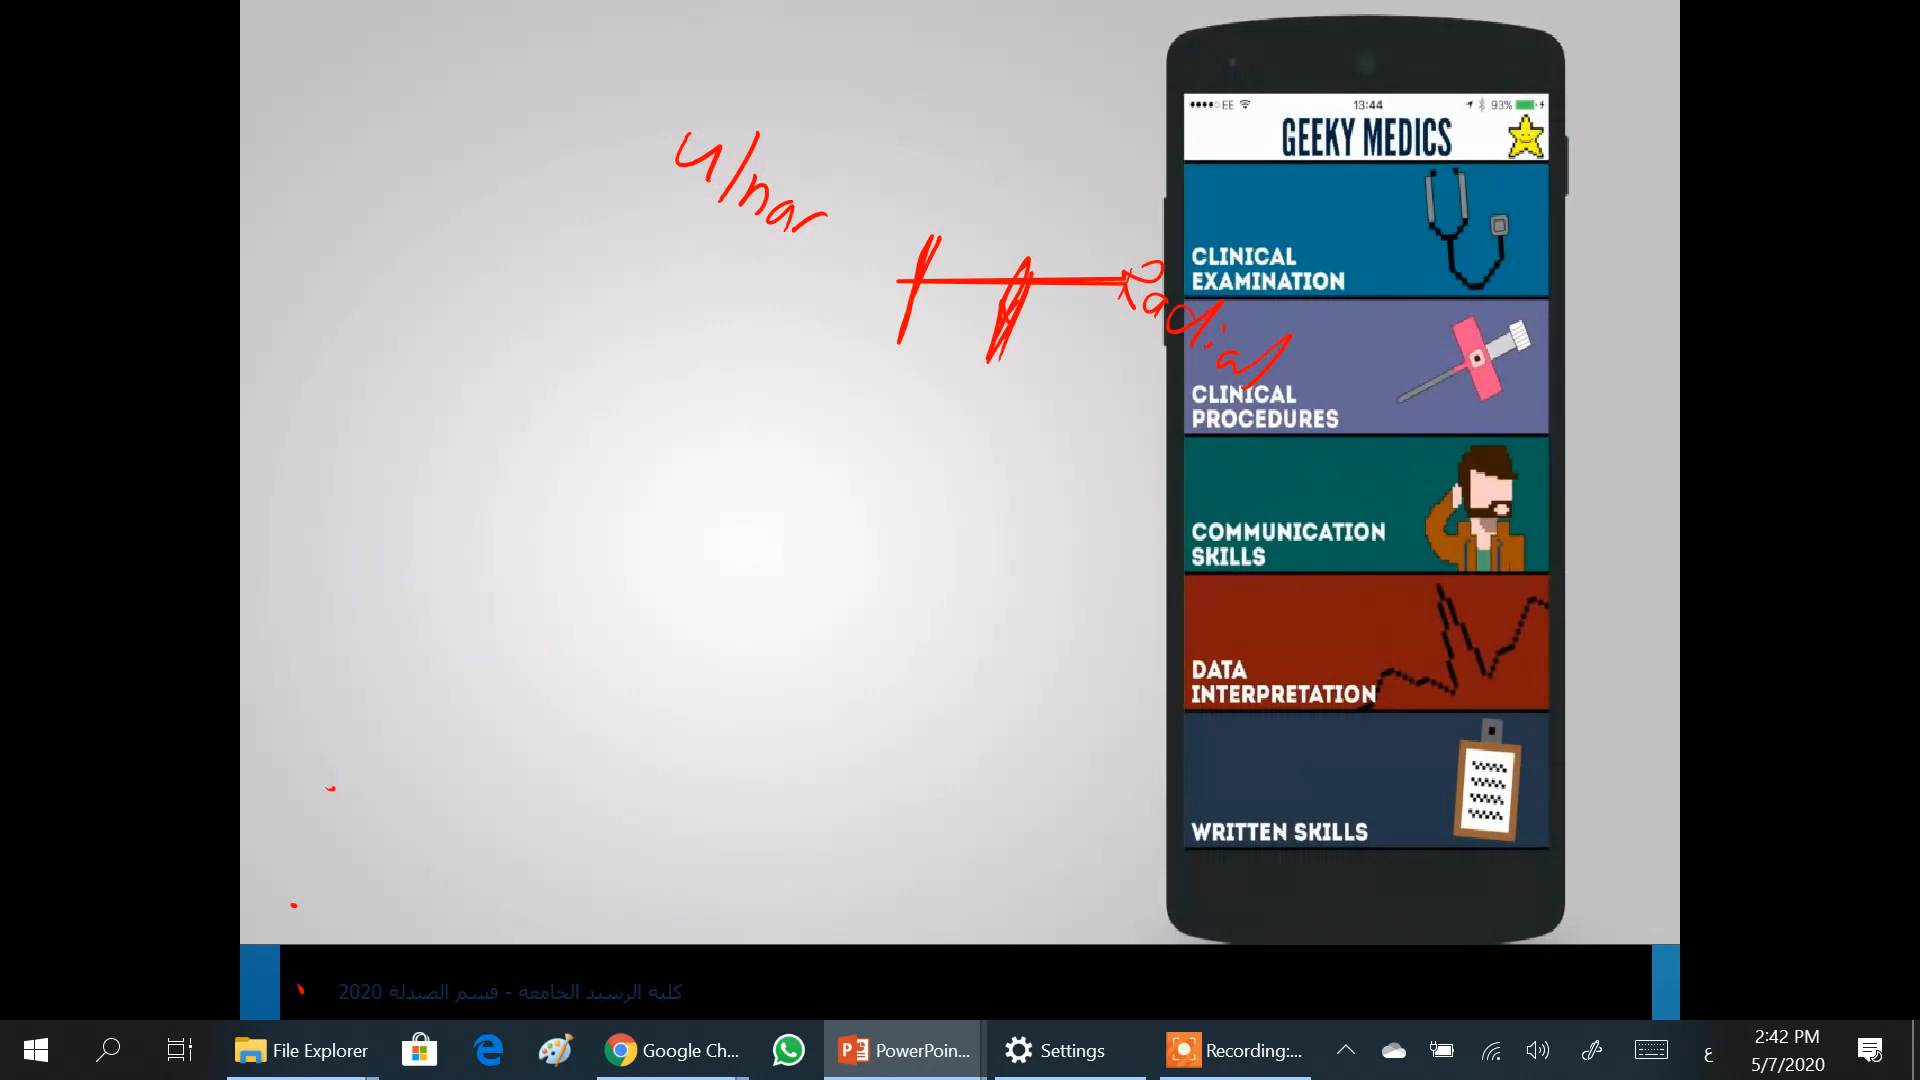 ulnar
Radial
EE 13:44 93%
GEEKY MEDICS
CLINICAL
EXAMINATION
CLINICAL
PROCEDURES
COMMUNICATION
SKILLS
DATA
INTERPRETATION
WRITTEN SKILLS
كلية الرشيد الجامعة - قسم الصيدلة 2020
File Explorer
Google Ch...
PowerPoin...
Settings
Recording:...
ع
2:42 PM
5/7/2020